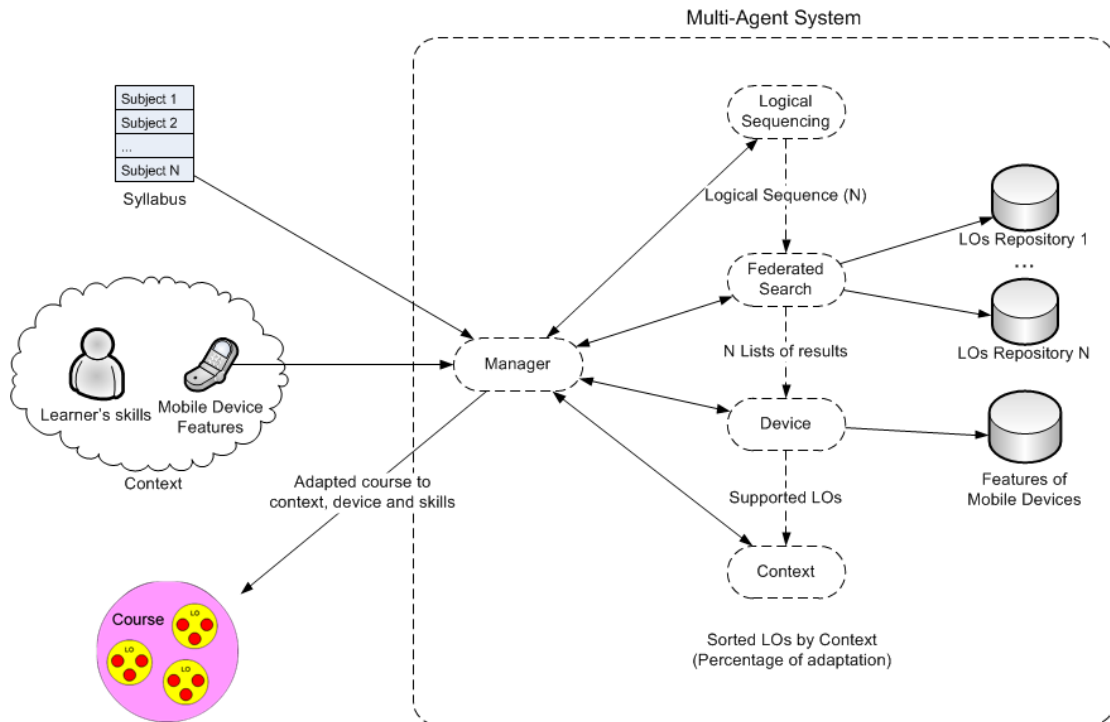 Multi-Agent System
Subject 1
Subject 2
...
Subject N
Syllabus
Logical
Sequencing
Logical Sequence (N)
LOs Repository 1
...
Federated
Search
LOs Repository N
N Lists of results
Manager
Learner's skills
Mobile Device
Features
Context
Device
Features of
Mobile Devices
Adapted course to
context, device and skills
Supported LOs
Context
Sorted LOs by Context
(Percentage of adaptation)
Course
LO
LO
LO